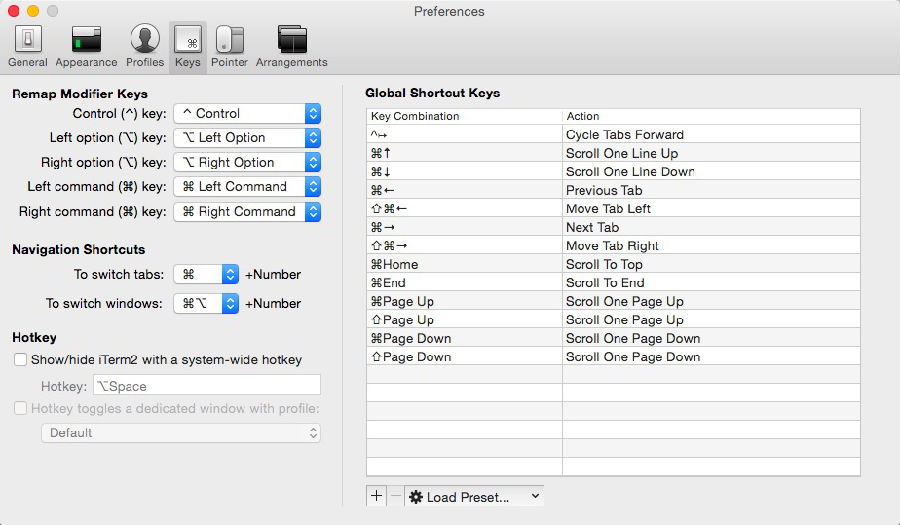 Preferences
General Appearance Profiles Keys Pointer Arrangements
Remap Modifier Keys
Control (^) key: ^ Control
Left option (⌥) key: ⌥ Left Option
Right option (⌥) key: ⌥ Right Option
Left command (⌘) key: ⌘ Left Command
Right command (⌘) key: ⌘ Right Command
Navigation Shortcuts
To switch tabs: ⌘ +Number
To switch windows: ⌘⌥ +Number
Hotkey
Show/hide iTerm2 with a system-wide hotkey
Hotkey: ⌥Space
Hotkey toggles a dedicated window with profile:
Default
Global Shortcut Keys
Key Combination Action
^↦ Cycle Tabs Forward
⌘↑ Scroll One Line Up
⌘↓ Scroll One Line Down
⌘← Previous Tab
⇧⌘← Move Tab Left
⌘→ Next Tab
⇧⌘→ Move Tab Right
⌘Home Scroll To Top
⌘End Scroll To End
⌘Page Up Scroll One Page Up
⇧Page Up Scroll One Page Up
⌘Page Down Scroll One Page Down
⇧Page Down Scroll One Page Down
+ − Load Preset...